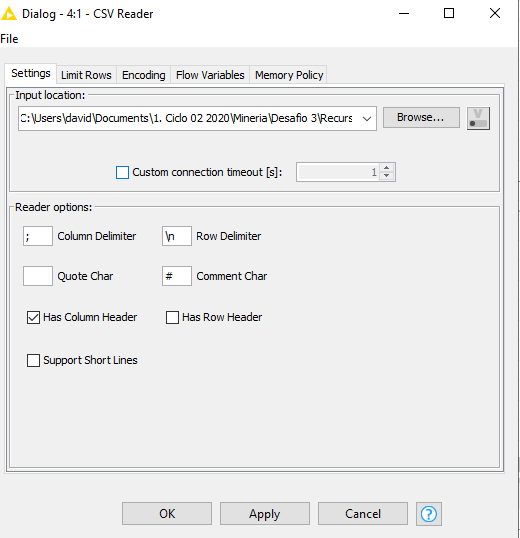 Dialog - 4:1 - CSV Reader
File
Settings Limit Rows Encoding Flow Variables Memory Policy
Input location:
C:\Users\david\Documents\1. Ciclo 02 2020\Mineria\Desafio 3\Recurs Browse... V
Custom connection timeout [s]: 1
Reader options:
; Column Delimiter \n Row Delimiter
Quote Char # Comment Char
Has Column Header Has Row Header
Support Short Lines
OK Apply Cancel ?